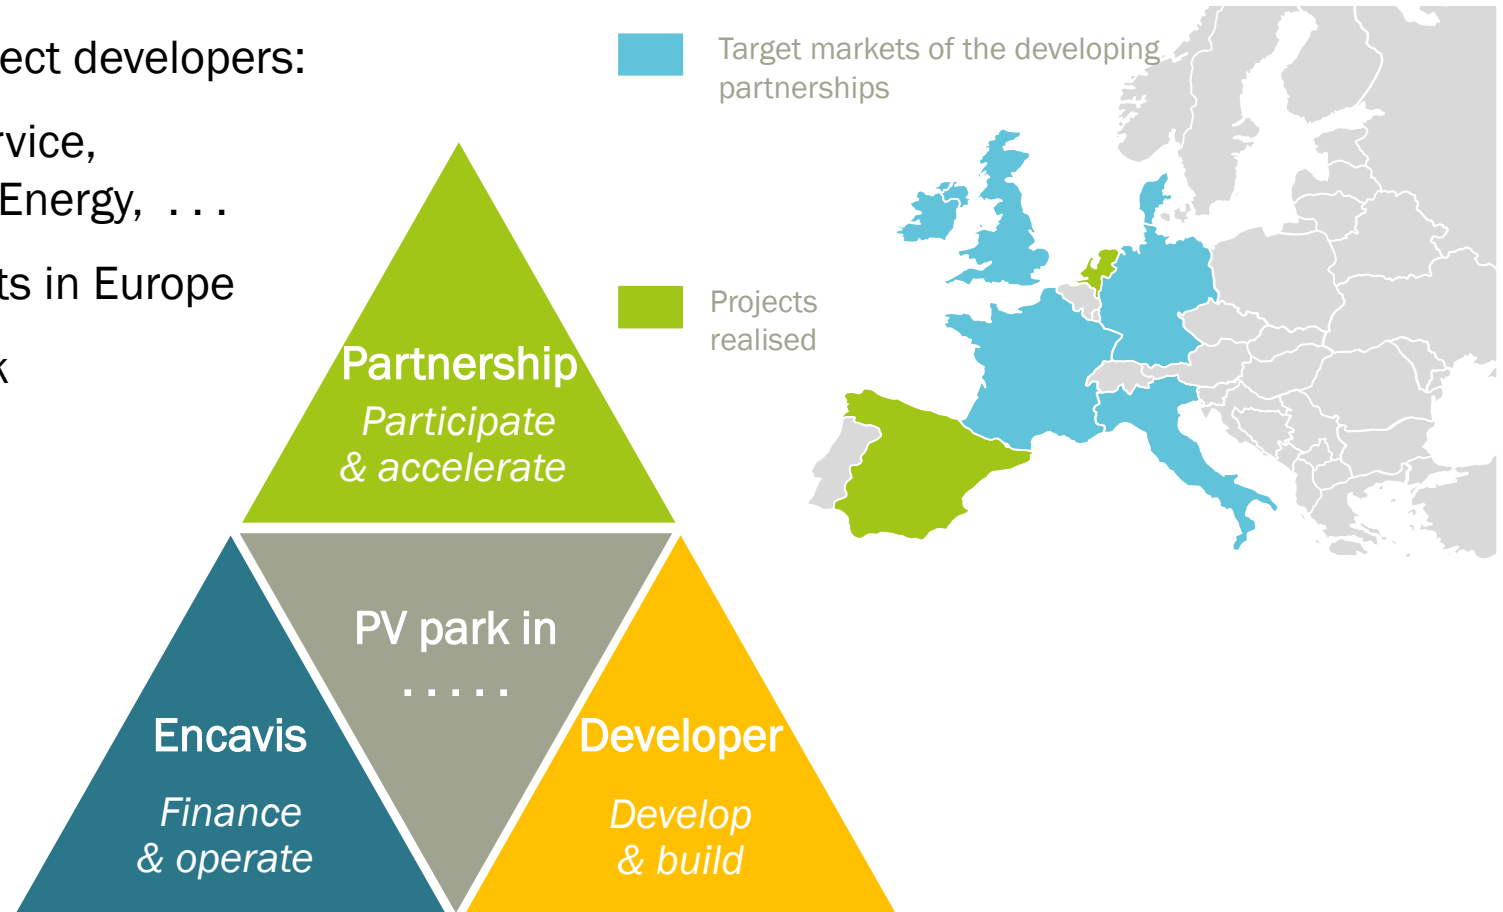 ect developers:
rvice,
Energy, ...
ts in Europe
k
Target markets of the developing
partnerships
Projects
realised
Partnership
Participate
& accelerate
PV park in
.....
Encavis
Finance
& operate
Developer
Develop
& build